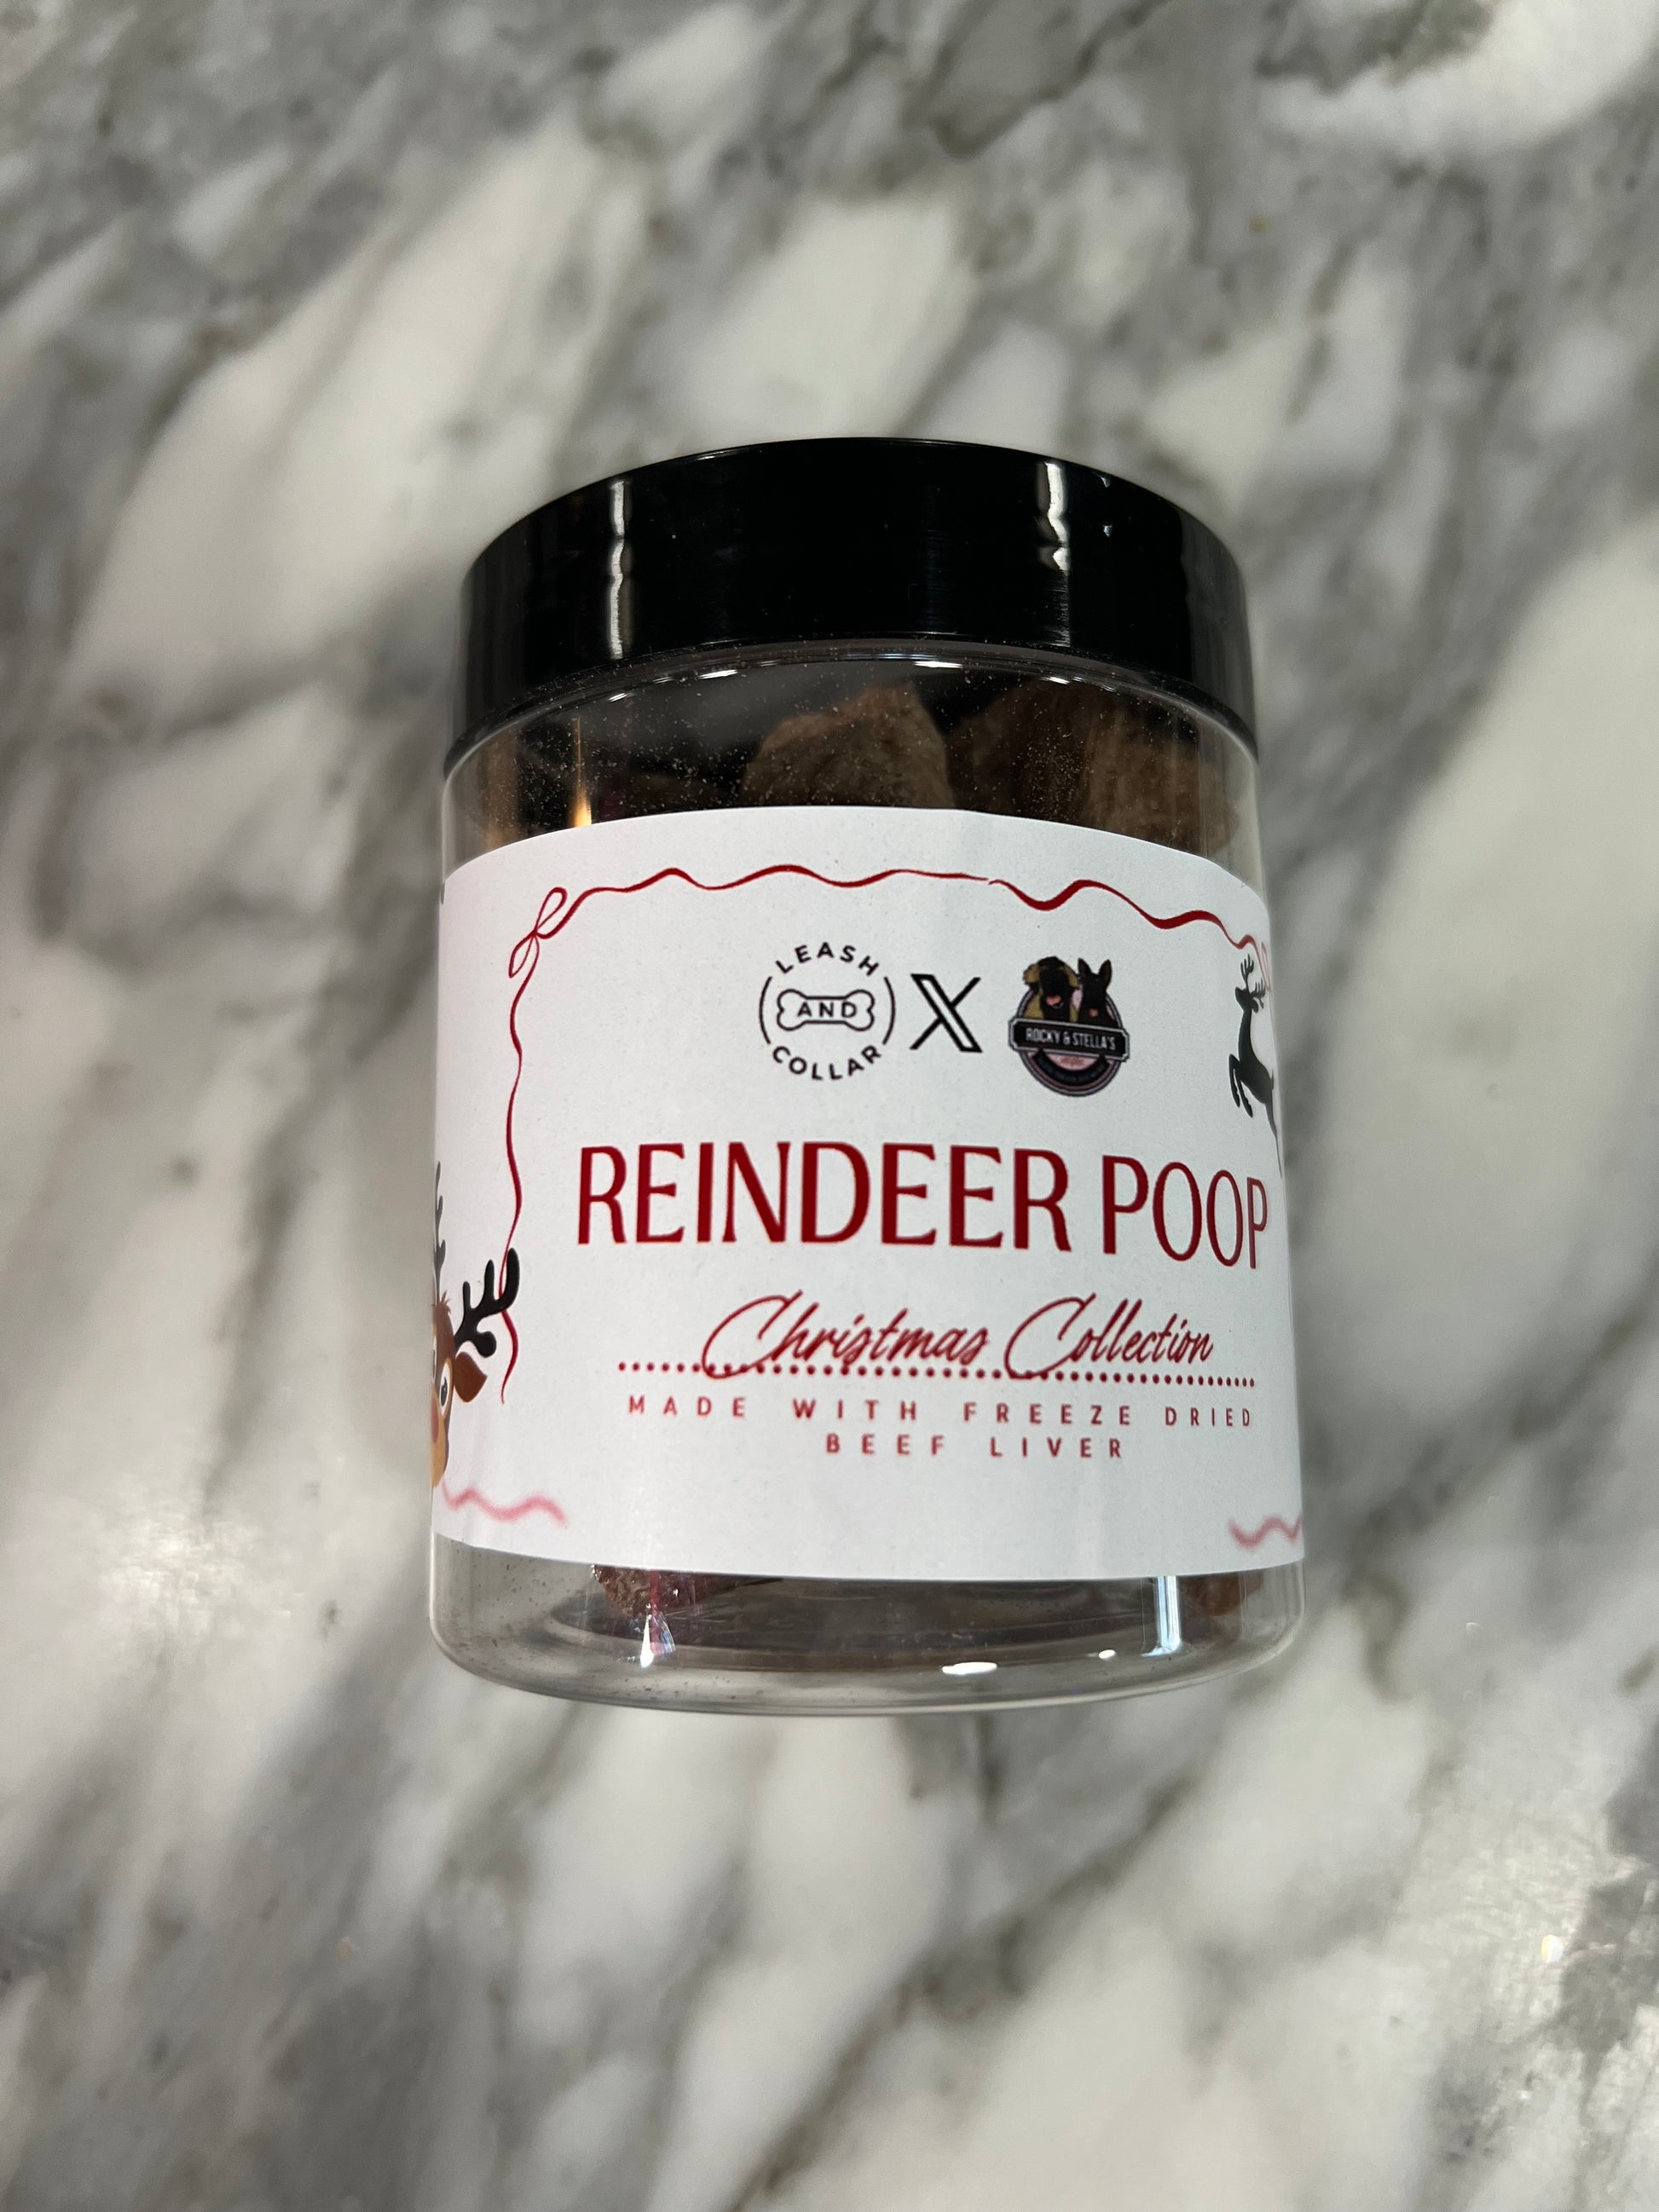 LEASH
AND
COLLAR
X
ROCKY & STELLA'S
REINDEER POOP
Christmas Collection
MADE WITH FREEZE DRIED
BEEF LIVER